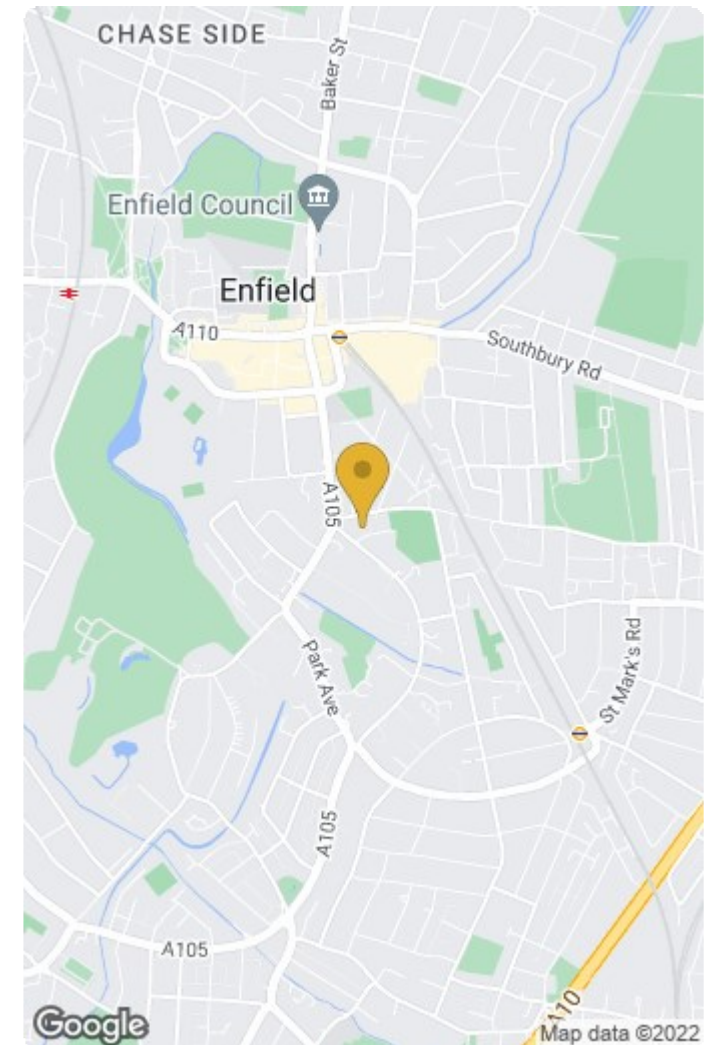 CHASE SIDE
Baker St
Enfield Council
Enfield
A110
Southbury Rd
A105
Park Ave
St Mark's Rd
A105
A105
A10
Google
Map data ©2022